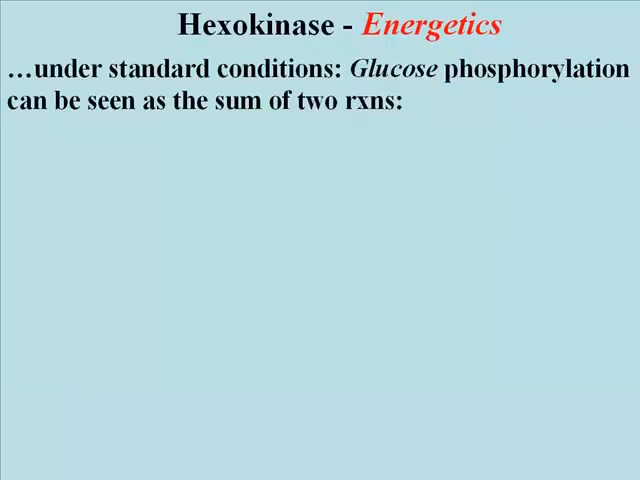 Hexokinase - Energetics
…under standard conditions: Glucose phosphorylation
can be seen as the sum of two rxns: